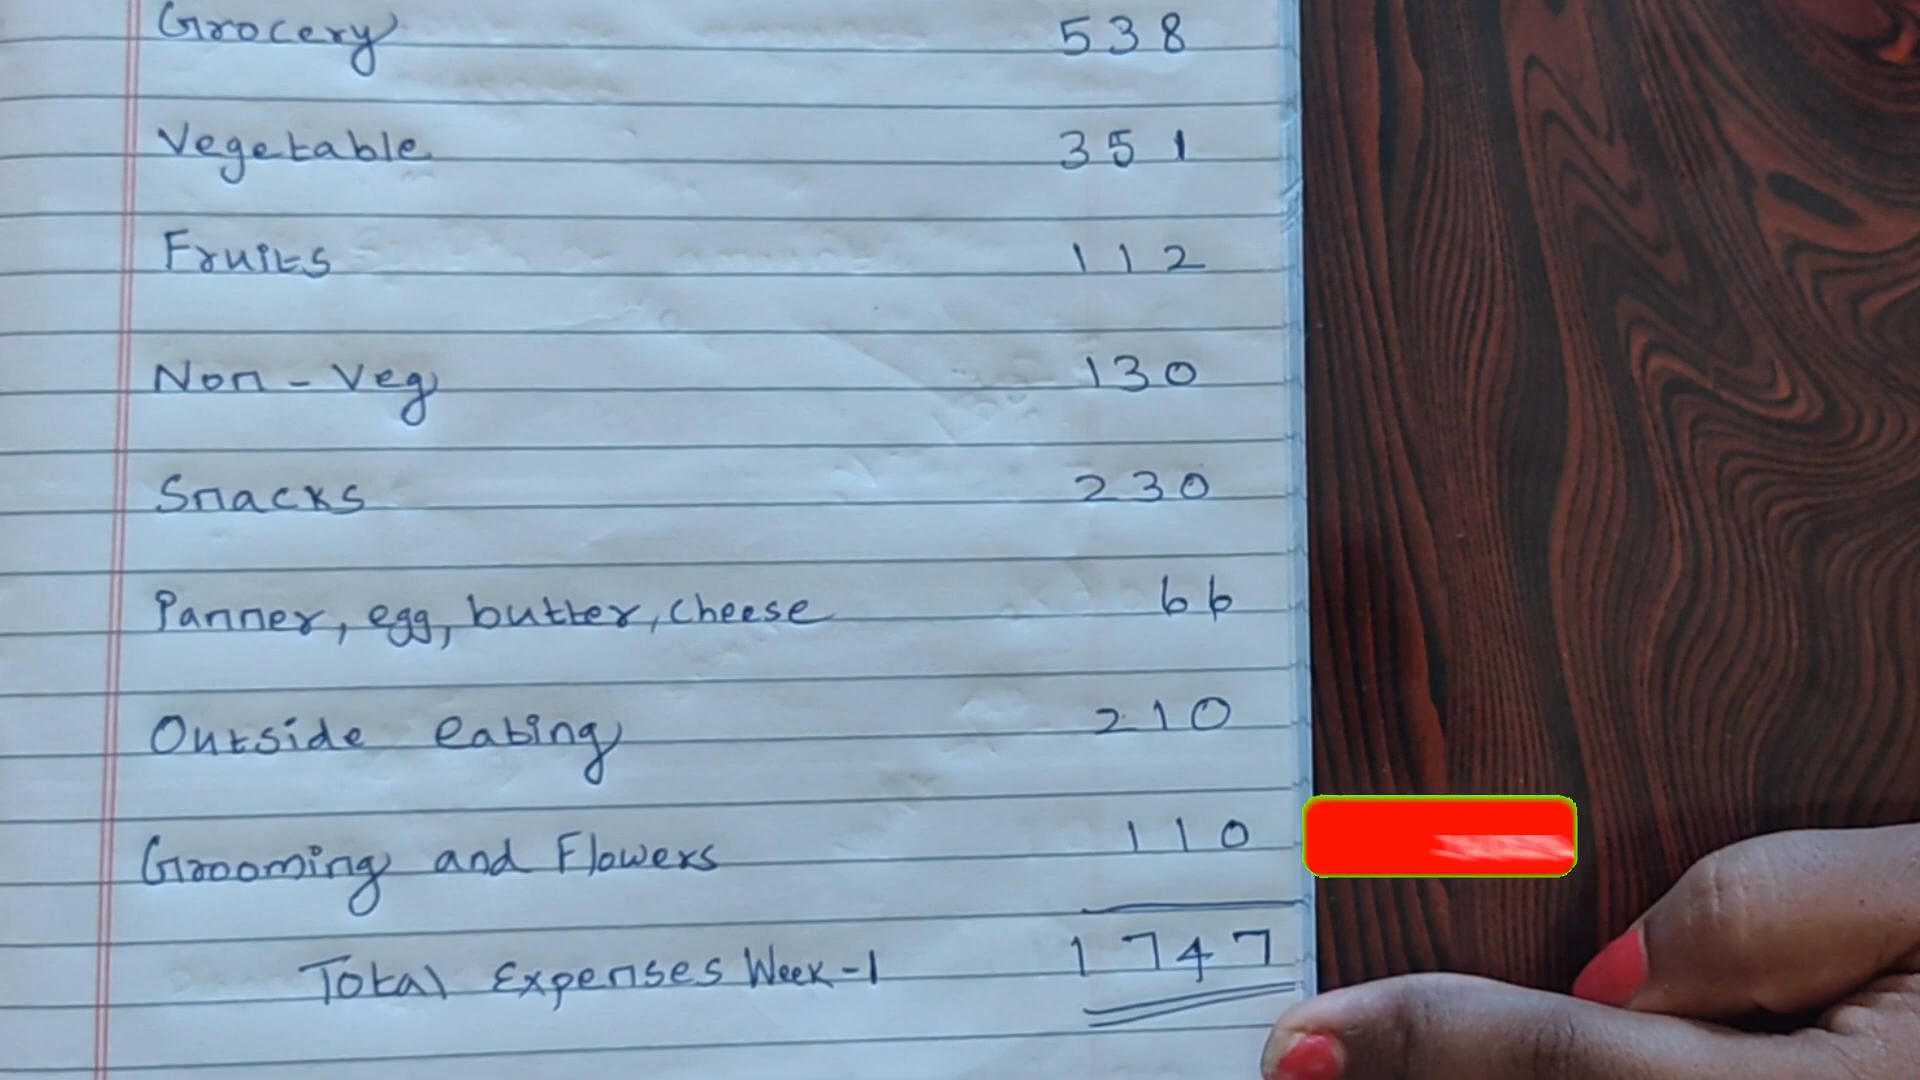 Grocery 538
Vegetable 351
Fruits 112
Non-Veg 130
Snacks 230
Panner, egg, butter, cheese 66
Outside eating 210
Grooming and Flowers 110
Total Expenses Week-1 1747